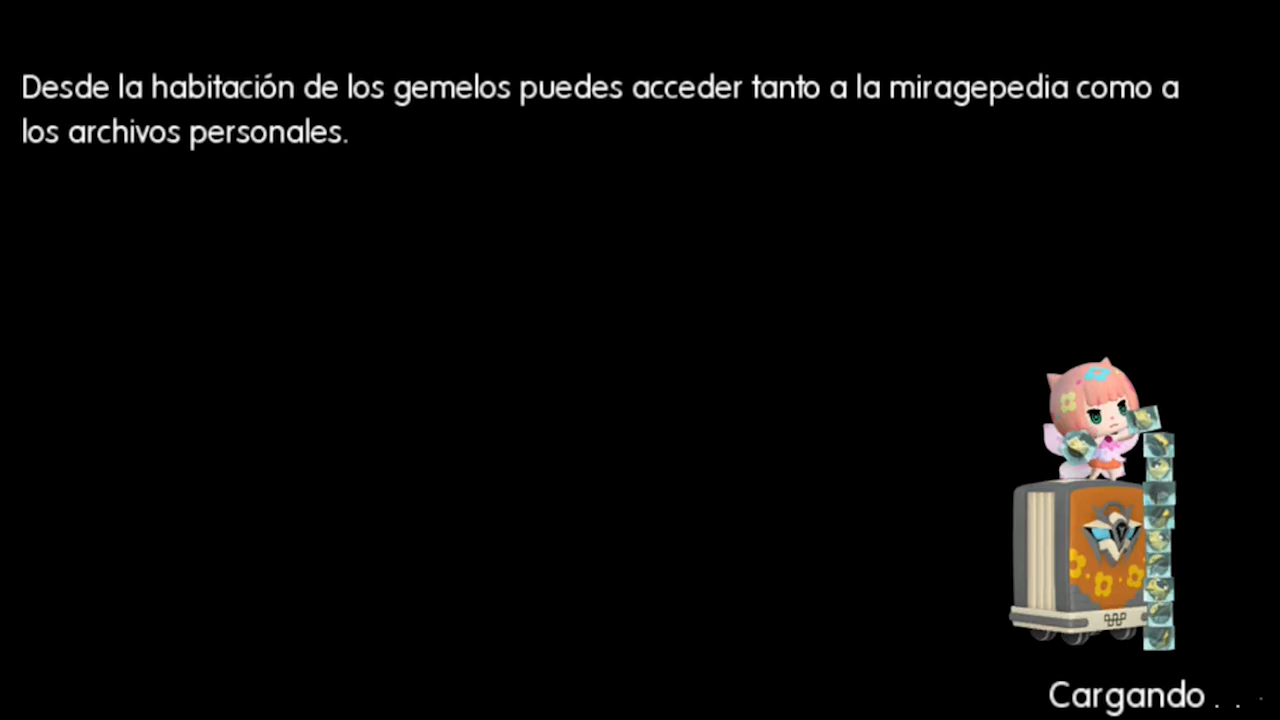 Desde la habitación de los gemelos puedes acceder tanto a la miragepedia como a
los archivos personales.
Cargando . . .